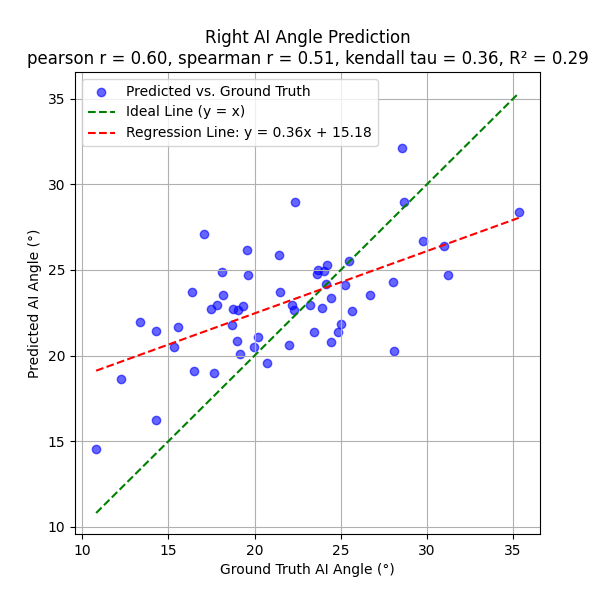 Right AI Angle Prediction
pearson r = 0.60, spearman r = 0.51, kendall tau = 0.36, R² = 0.29
Predicted vs. Ground Truth
Ideal Line (y = x)
Regression Line: y = 0.36x + 15.18
35
30
25
20
15
10
Predicted AI Angle (°)
10 15 20 25 30 35
Ground Truth AI Angle (°)